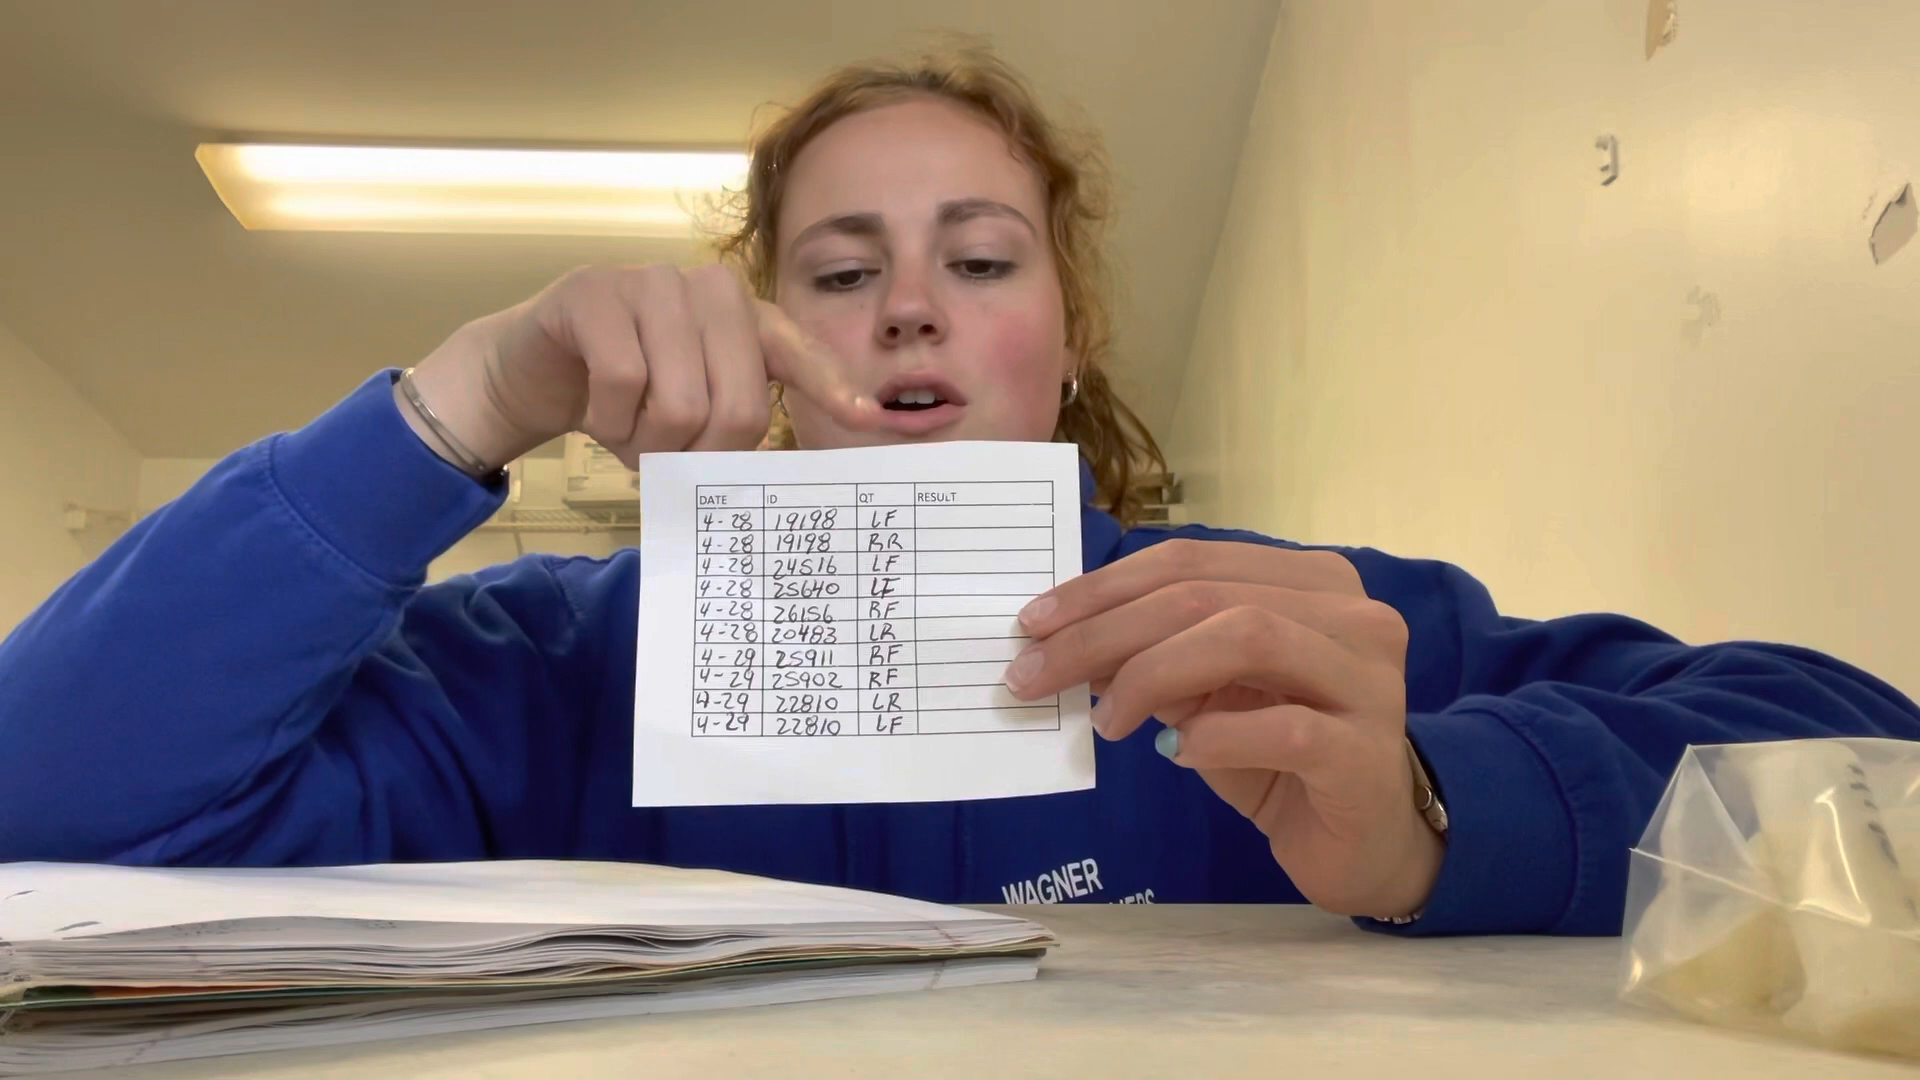 DATE ID QT RESULT
4-28 19198 LF
4-28 19198 RR
4-28 24516 LF
4-28 25640 LF
4-28 26156 RF
4-28 20483 LR
4-29 25911 RF
4-29 25902 RF
4-29 22810 LR
4-29 22810 LF
WAGNER